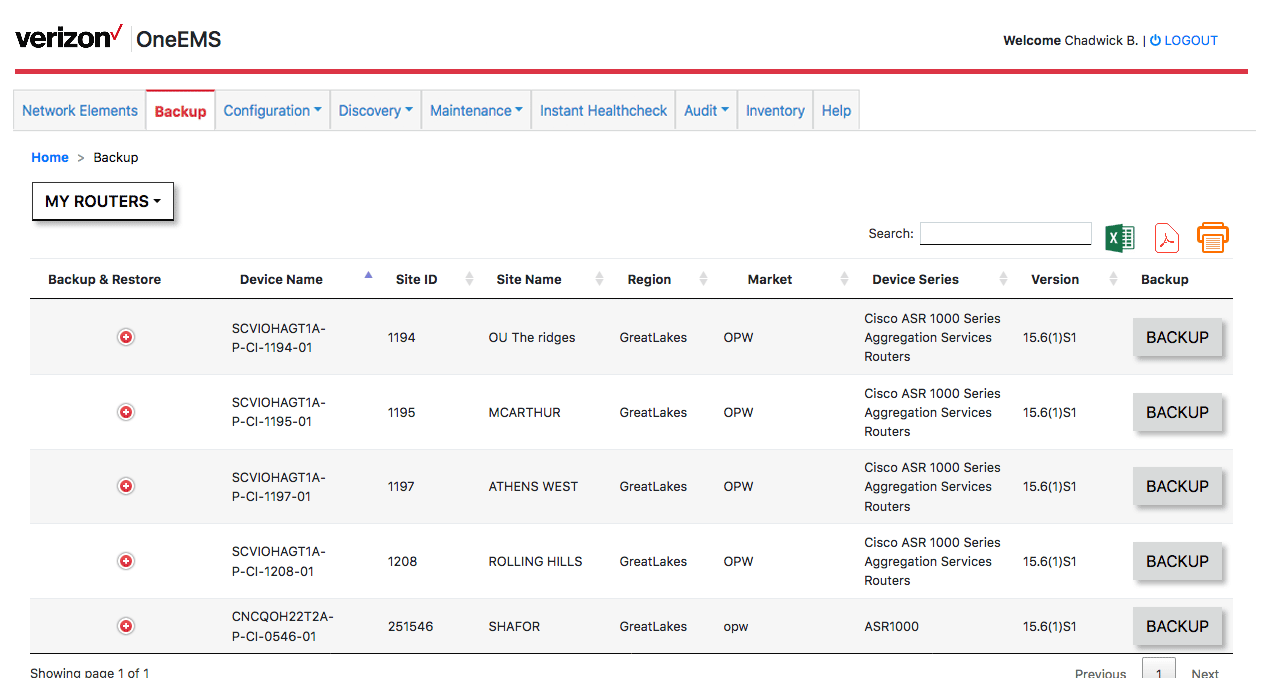 verizon OneEMS
Welcome Chadwick B. | LOGOUT
Network Elements Backup Configuration Discovery Maintenance Instant Healthcheck Audit Inventory Help
Home > Backup
MY ROUTERS
Search:
Backup & Restore Device Name Site ID Site Name Region Market Device Series Version Backup
SCVIOHAGT1A-
P-CI-1194-01
1194
OU The ridges
GreatLakes
OPW
Cisco ASR 1000 Series
Aggregation Services
Routers
15.6(1)S1
BACKUP
SCVIOHAGT1A-
P-CI-1195-01
1195
MCARTHUR
GreatLakes
OPW
Cisco ASR 1000 Series
Aggregation Services
Routers
15.6(1)S1
BACKUP
SCVIOHAGT1A-
P-CI-1197-01
1197
ATHENS WEST
GreatLakes
OPW
Cisco ASR 1000 Series
Aggregation Services
Routers
15.6(1)S1
BACKUP
SCVIOHAGT1A-
P-CI-1208-01
1208
ROLLING HILLS
GreatLakes
OPW
Cisco ASR 1000 Series
Aggregation Services
Routers
15.6(1)S1
BACKUP
CNCQOH22T2A-
P-CI-0546-01
251546
SHAFOR
GreatLakes
opw
ASR1000
15.6(1)S1
BACKUP
Showing page 1 of 1
Previous 1 Next